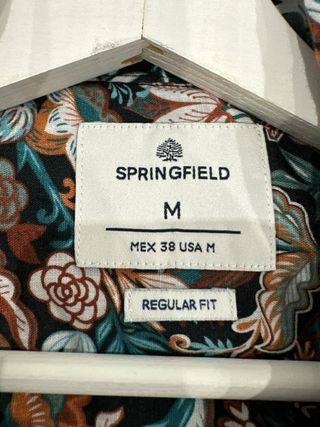 SPRINGFIELD
M
MEX 38 USA M
REGULAR FIT